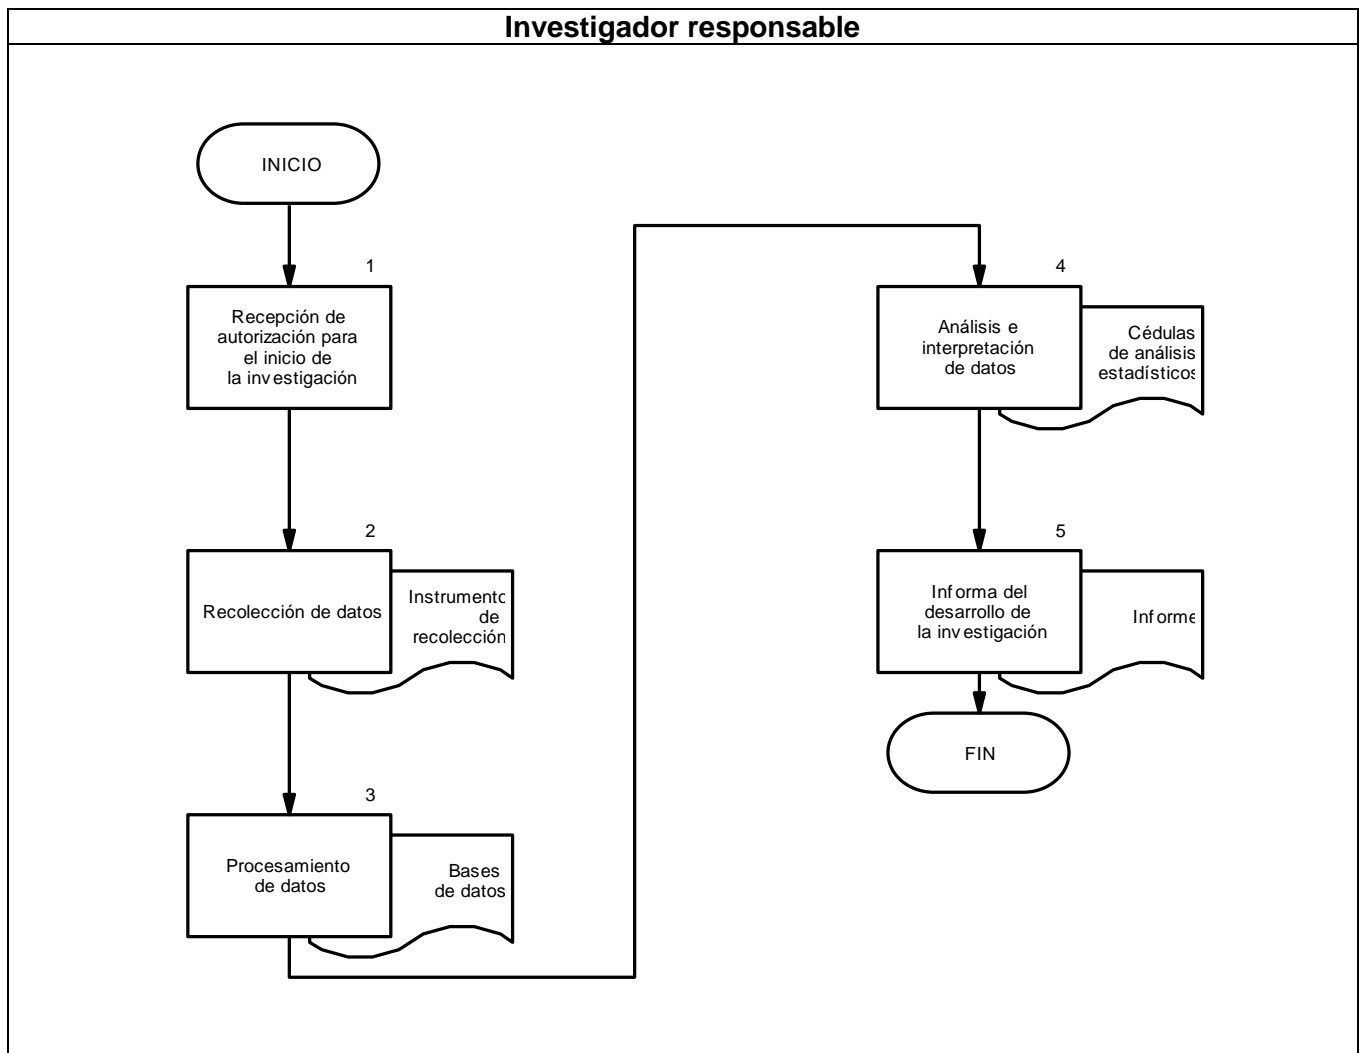 Investigador responsable
INICIO
1
Recepción de
autorización para
el inicio de
la investigación
2
Recolección de datos
Instrumento
de
recolección
3
Procesamiento
de datos
Bases
de datos
4
Análisis e
interpretación
de datos
Cédulas
de análisis
estadísticos
5
Informa del
desarrollo de
la investigación
Informe
FIN